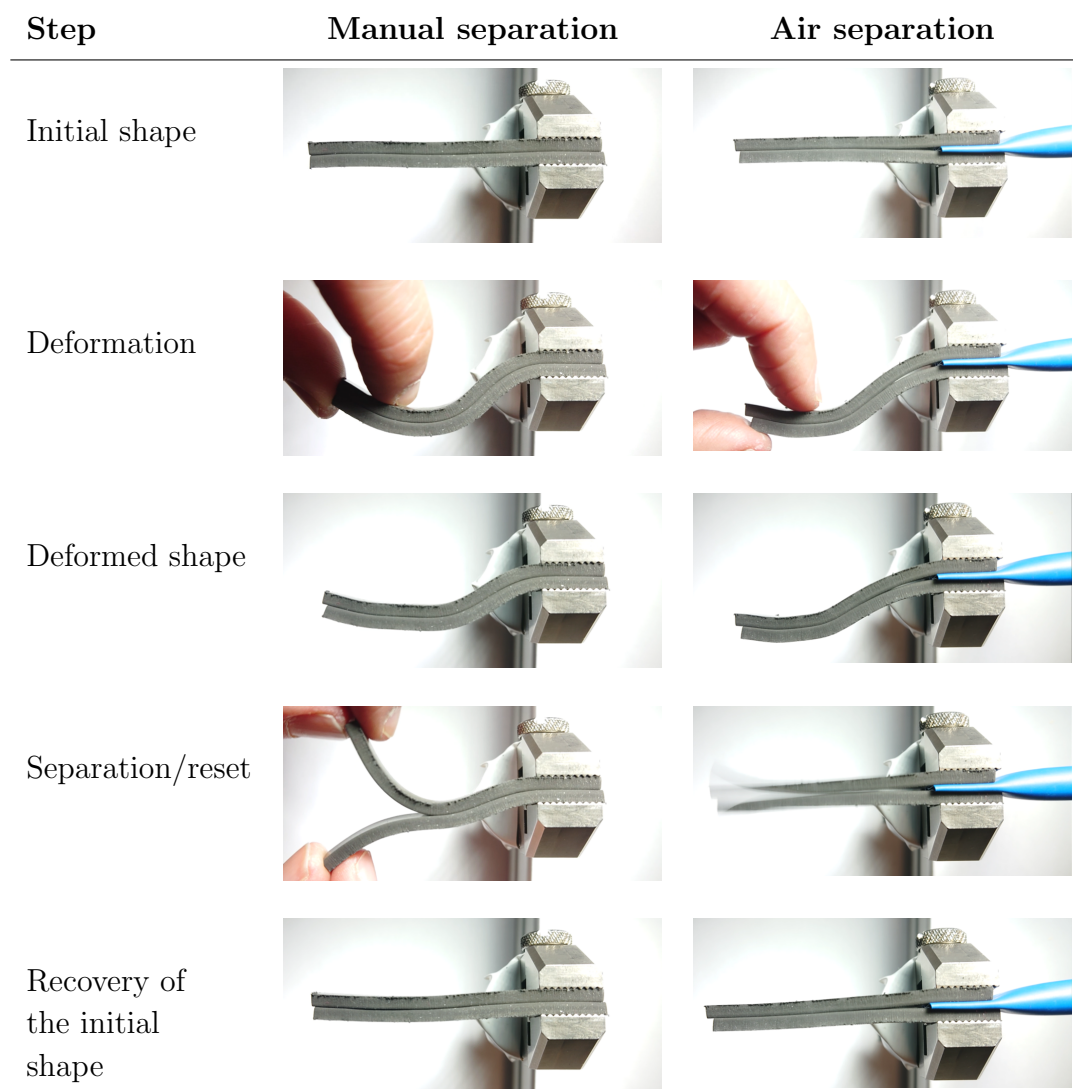 Step Manual separation Air separation
Initial shape
Deformation
Deformed shape
Separation/reset
Recovery of
the initial
shape